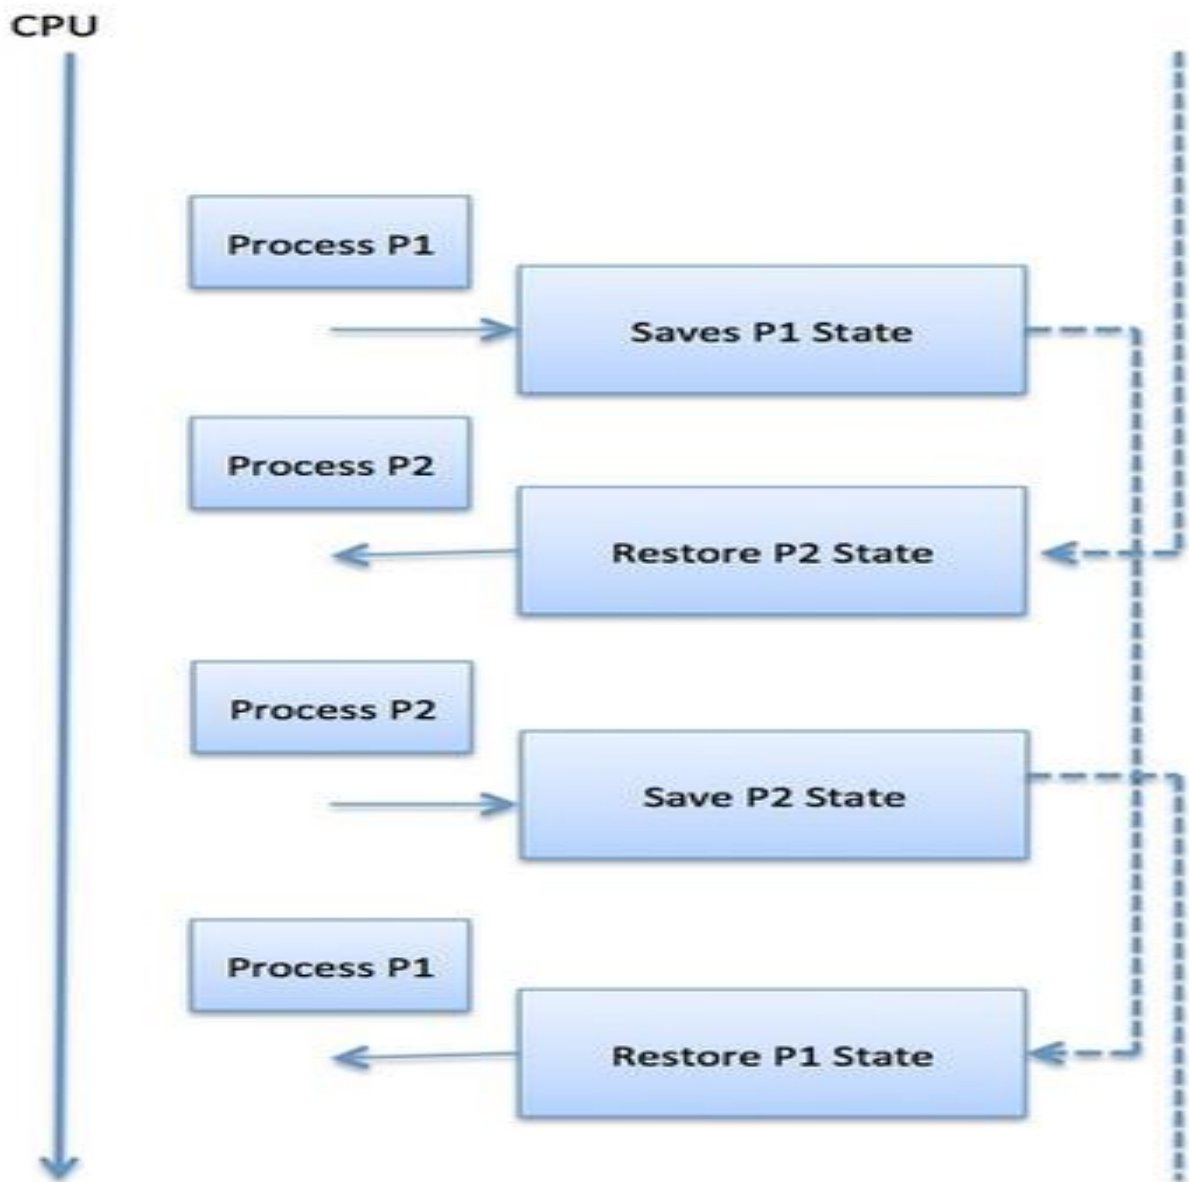 CPU
Process P1
Saves P1 State
Process P2
Restore P2 State
Process P2
Save P2 State
Process P1
Restore P1 State